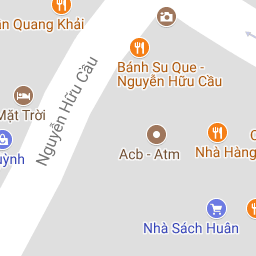 n Quang Khải
Bánh Su Que -
Nguyễn Hữu Cầu
Nguyễn Hữu Cầu
Mặt Trời
uỳnh
Acb - Atm
Nhà Hàng
Nhà Sách Huân